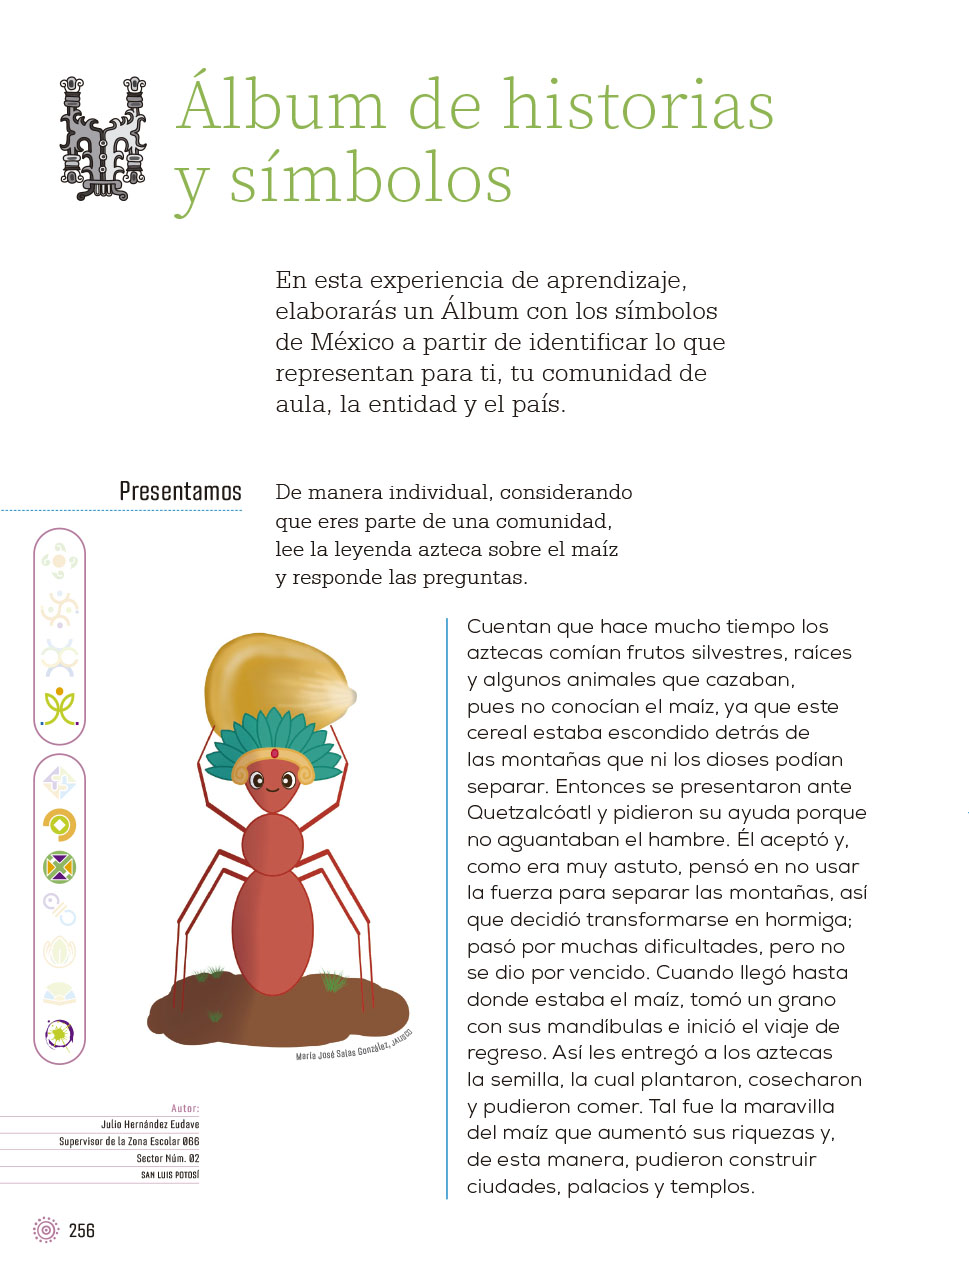 Álbum de historias
y símbolos
En esta experiencia de aprendizaje,
elaborarás un Álbum con los símbolos
de México a partir de identificar lo que
representan para ti, tu comunidad de
aula, la entidad y el país.
Presentamos
De manera individual, considerando
que eres parte de una comunidad,
lee la leyenda azteca sobre el maíz
y responde las preguntas.
Cuentan que hace mucho tiempo los
aztecas comían frutos silvestres, raíces
y algunos animales que cazaban,
pues no conocían el maíz, ya que este
cereal estaba escondido detrás de
las montañas que ni los dioses podían
separar. Entonces se presentaron ante
Quetzalcóatl y pidieron su ayuda porque
no aguantaban el hambre. Él aceptó y,
como era muy astuto, pensó en no usar
la fuerza para separar las montañas, así
que decidió transformarse en hormiga;
pasó por muchas dificultades, pero no
se dio por vencido. Cuando llegó hasta
donde estaba el maíz, tomó un grano
con sus mandíbulas e inició el viaje de
regreso. Así les entregó a los aztecas
la semilla, la cual plantaron, cosecharon
y pudieron comer. Tal fue la maravilla
del maíz que aumentó sus riquezas y,
de esta manera, pudieron construir
ciudades, palacios y templos.
María José Salas González, JALISCO
Autor:
Julio Hernández Eudave
Supervisor de la Zona Escolar 066
Sector Núm. 02
SAN LUIS POTOSÍ
256